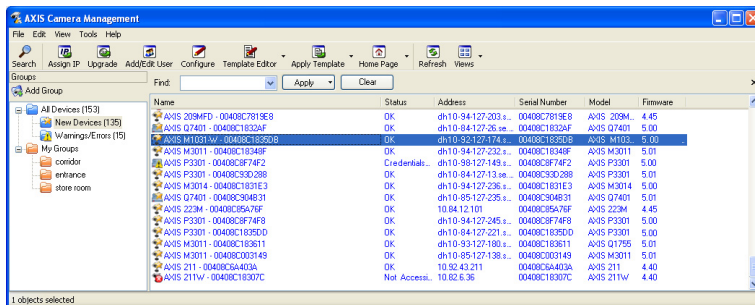 AXIS Camera Management
File Edit View Tools Help
Search Assign IP Upgrade Add/Edit User Configure Template Editor Apply Template Home Page Refresh Views
Groups
Add Group
Find: Apply Clear
All Devices (153)
New Devices (135)
Warnings/Errors (15)
My Groups
corridor
entrance
store room
Name Status Address Serial Number Model Firmware
AXIS 209MFD - 00408C7819E8 OK dh10-94-127-203.s... 00408C7819E8 AXIS 209M... 4.45
AXIS Q7401 - 00408C1832AF OK dh10-84-127-26.se... 00408C1832AF AXIS Q7401 5.00
AXIS M1031-W - 00408C1835DB OK dh10-92-127-174.s... 00408C1835DB AXIS M103... 5.00
AXIS M3011 - 00408C18348F OK dh10-94-127-232.s... 00408C18348F AXIS M3011 5.01
AXIS P3301 - 00408C8F74F2 Credentials... dh10-98-127-149.s... 00408C8F74F2 AXIS P3301 5.00
AXIS P3301 - 00408C93D288 OK dh10-84-127-13.se... 00408C93D288 AXIS P3301 5.01
AXIS M3014 - 00408C1831E3 OK dh10-94-127-236.s... 00408C1831E3 AXIS M3014 5.00
AXIS Q7401 - 00408C904B31 OK dh10-85-127-235.s... 00408C904B31 AXIS Q7401 5.01
AXIS 223M - 00408C85A76F OK 10.84.12.101 00408C85A76F AXIS 223M 4.45
AXIS P3301 - 00408C8F74F8 OK dh10-94-127-245.s... 00408C8F74F8 AXIS P3301 5.00
AXIS P3301 - 00408C1835DD OK dh10-84-127-221.s... 00408C1835DD AXIS P3301 5.00
AXIS M3011 - 00408C183611 OK dh10-93-127-180.s... 00408C183611 AXIS Q1755 5.01
AXIS M3011 - 00408C003149 OK dh10-85-127-138.s... 00408C003149 AXIS M3011 5.01
AXIS 211 - 00408C6A403A OK 10.92.43.211 00408C6A403A AXIS 211 4.40
AXIS 211W - 00408C18307C Not Accessi... 10.82.6.36 00408C18307C AXIS 211W 4.40
1 objects selected